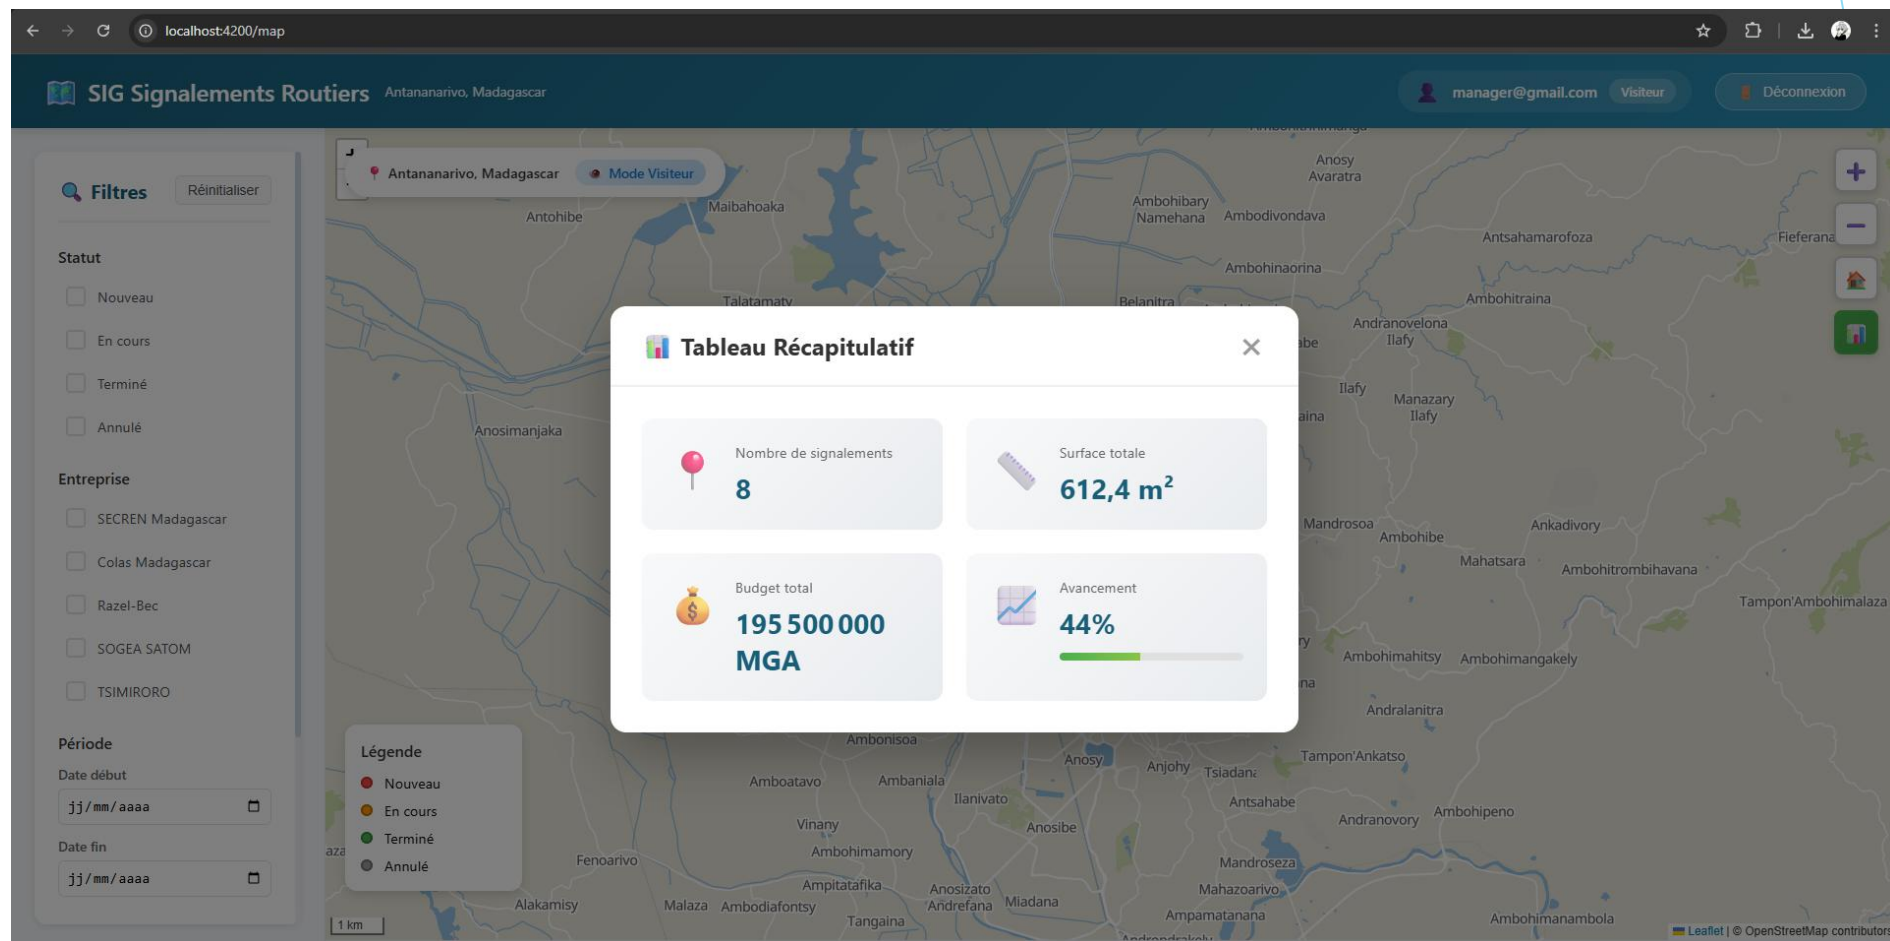 localhost:4200/map
SIG Signalements Routiers
Antananarivo, Madagascar
manager@gmail.com
Visiteur
Déconnexion
Filtres
Réinitialiser
Statut
Nouveau
En cours
Terminé
Annulé
Entreprise
SECREN Madagascar
Colas Madagascar
Razel-Bec
SOGEA SATOM
TSIMIRORO
Période
Date début
jj/mm/aaaa
Date fin
jj/mm/aaaa
Antananarivo, Madagascar
Mode Visiteur
Antohibe
Maibahoaka
Anosy
Avaratra
Ambohibary
Namehana
Ambodivondava
Antsahamarofoza
Fieferana
Ambohinaorina
Talatamaty
Belanitra
Ambohitraina
Andranovelona
Ilafy
Ilafy
Manazary
Ilafy
Anosimanjaka
Tableau Récapitulatif
Nombre de signalements
8
Surface totale
612,4 m²
Budget total
195 500 000
MGA
Avancement
44%
Mandrosoa
Ambohibe
Ankadivory
Mahatsara
Ambohitrombihavana
Tampon'Ambohimalaza
Ambohimahitsy
Ambohimangakely
Andralanitra
Légende
Nouveau
En cours
Terminé
Annulé
Ambonisoa
Anosy
Anjohy
Tsiadana
Tampon'Ankatso
Amboatavo
Ambaniala
Ilanivato
Antsahabe
Andranovory
Ambohipeno
Vinany
Anosibe
Fenoarivo
Ambohimamory
Mandroseza
Ampitatafika
Anosizato
Andrefana
Miadana
Mahazoarivo
Alakamisy
Malaza
Ambodiafontsy
Tangaina
Ampamatanana
Ambohimanambola
1 km
Leaflet | © OpenStreetMap contributors